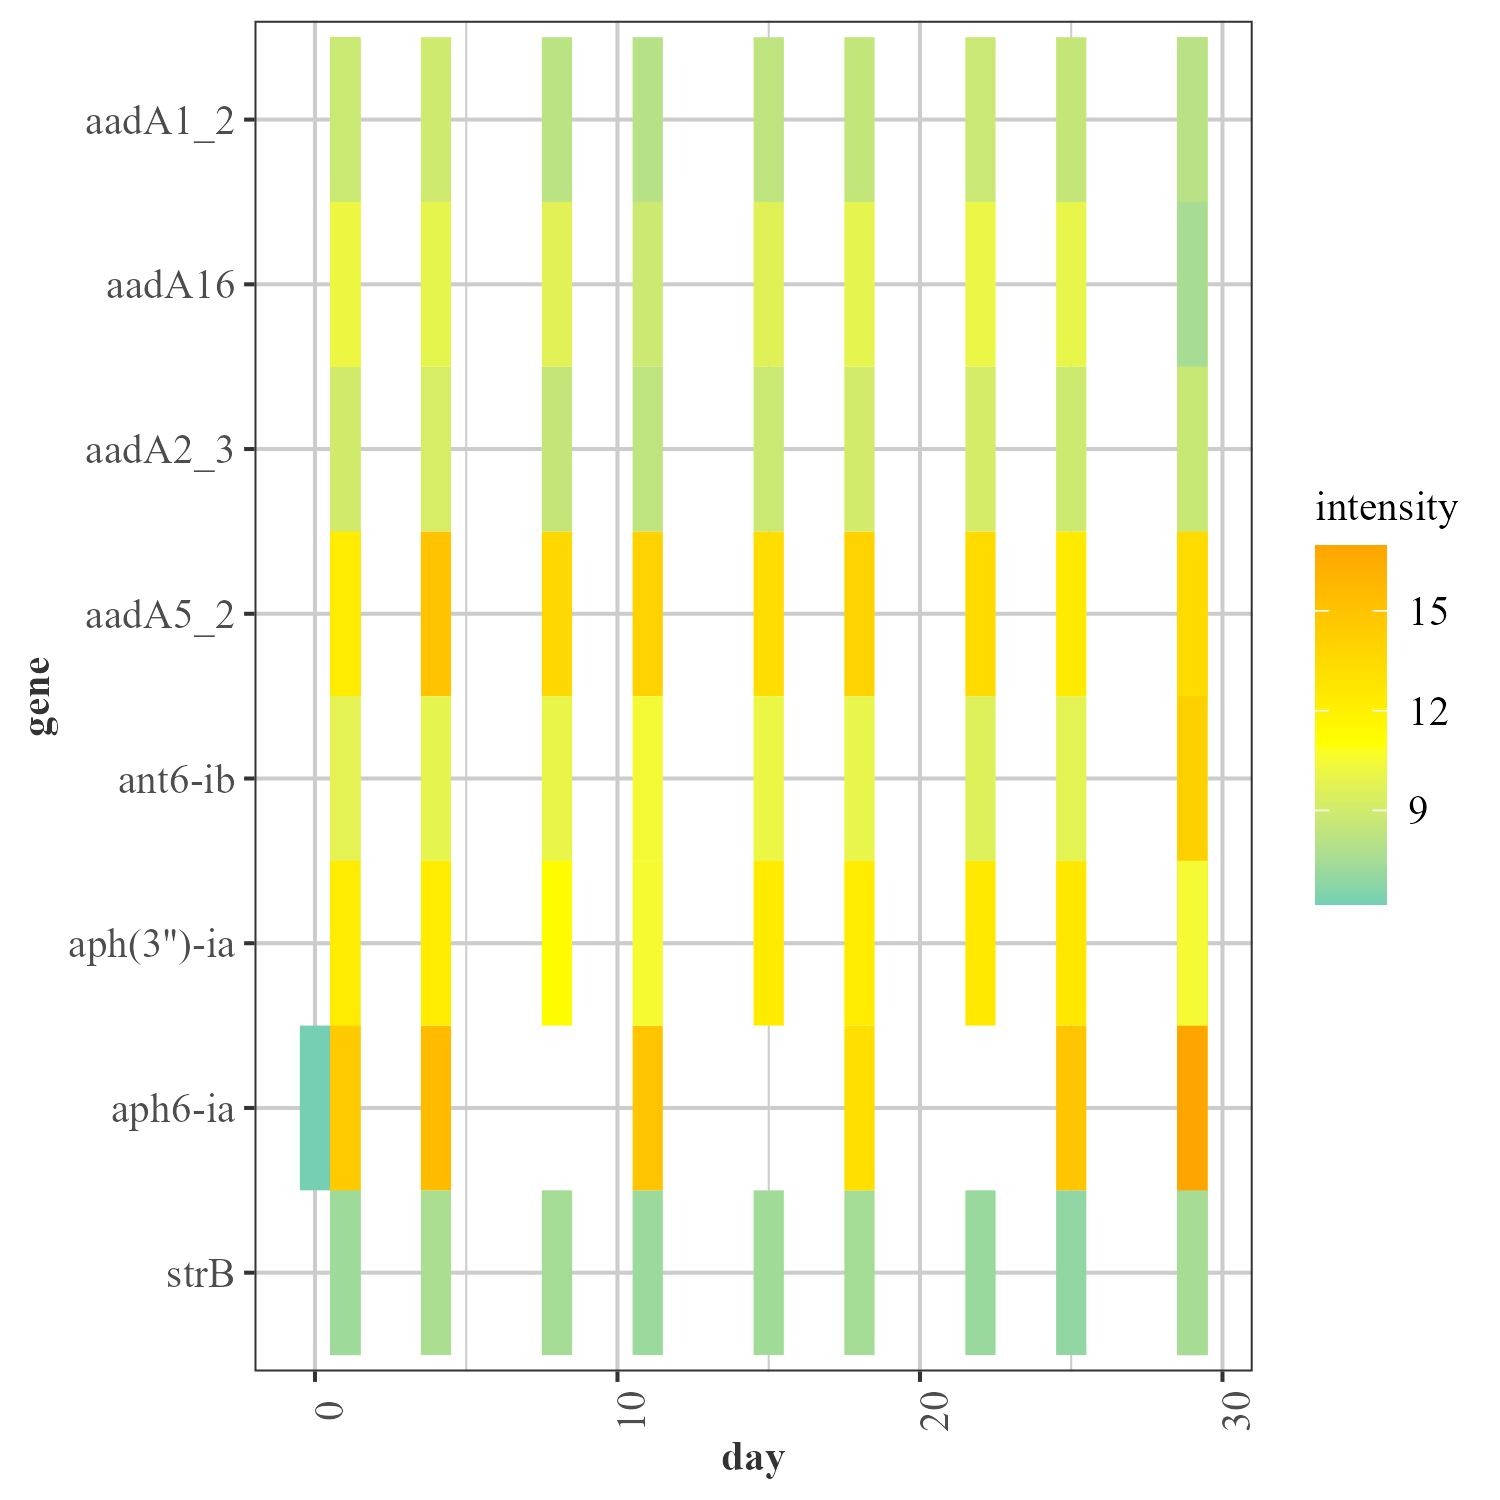 aadA1_2
aadA16
aadA2_3
aadA5_2
ant6-ib
aph(3")-ia
aph6-ia
strB
gene
0
10
20
30
day
intensity
15
12
9